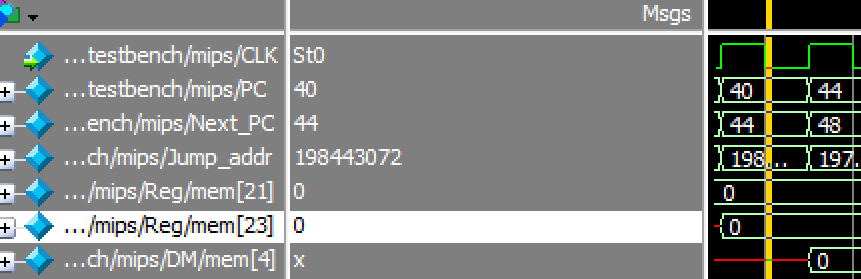 Msgs
...testbench/mips/CLK St0
...testbench/mips/PC 40 40 44
...ench/mips/Next_PC 44 44 48
...ch/mips/Jump_addr 198443072 198... 197.
.../mips/Reg/mem[21] 0 0
.../mips/Reg/mem[23] 0 0
...ch/mips/DM/mem[4] x 0